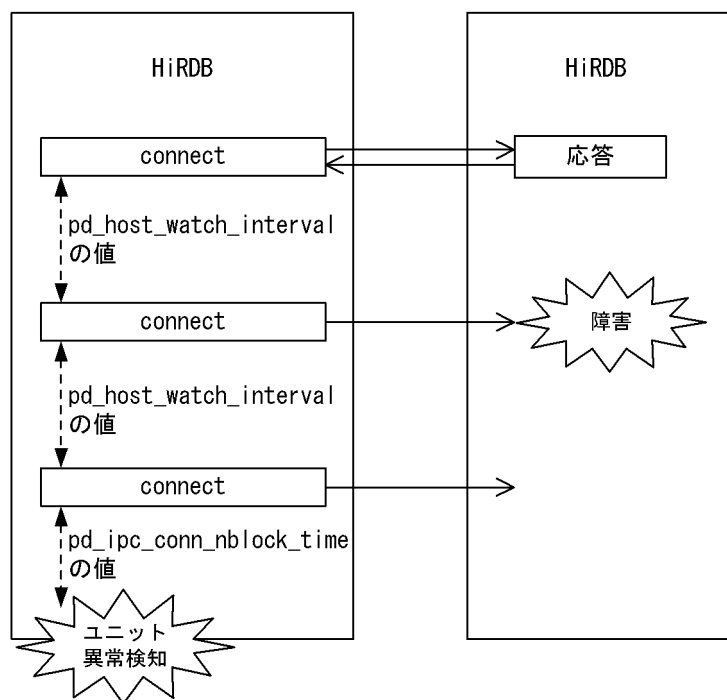 HiRDB
HiRDB
connect
応答
pd_host_watch_interval
の値
connect
障害
pd_host_watch_interval
の値
connect
pd_ipc_conn_nblock_time
の値
ユニット
異常検知